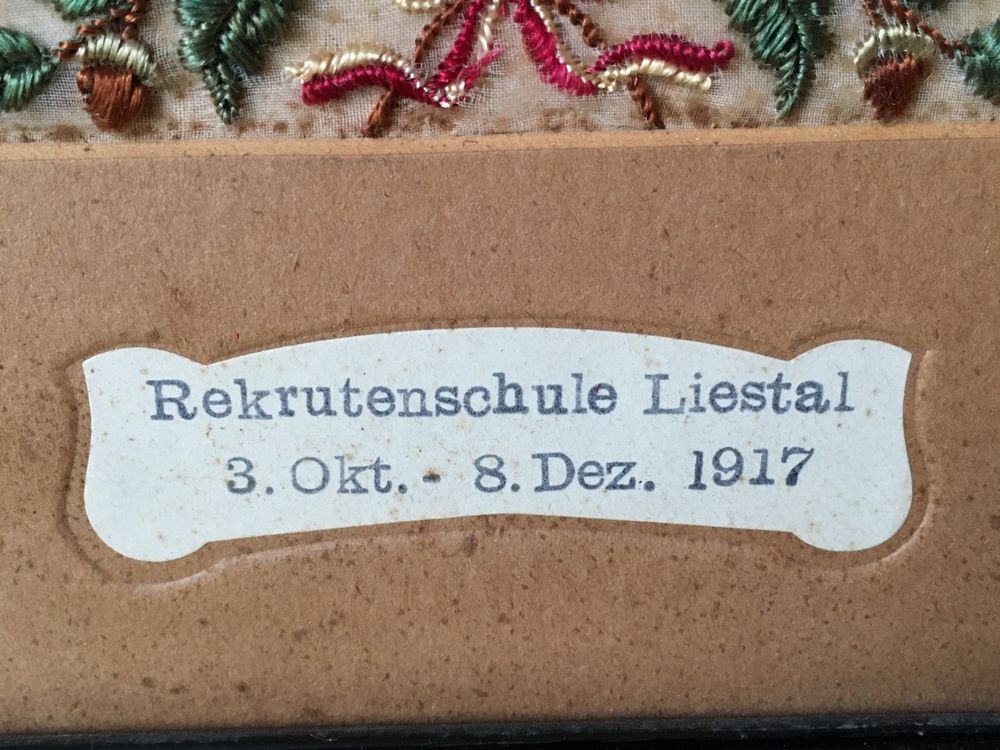 Rekrutenschule Liestal
3. Okt. - 8. Dez. 1917